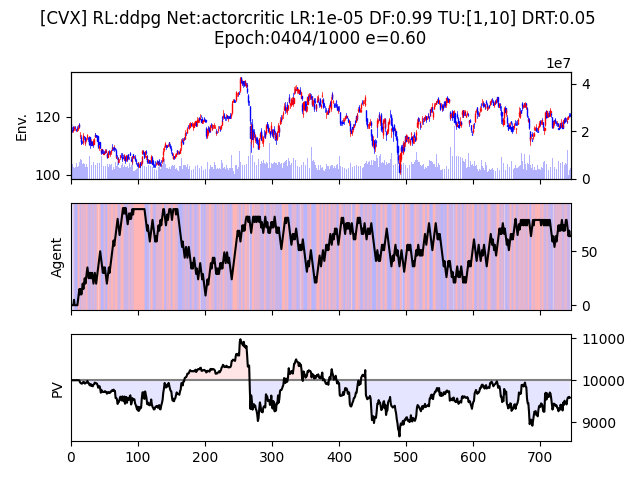 [CVX] RL:ddpg Net:actorcritic LR:1e-05 DF:0.99 TU:[1,10] DRT:0.05
Epoch:0404/1000 e=0.60
1e7
Env.
120
100
4
2
0
Agent
50
0
PV
11000
10000
9000
0 100 200 300 400 500 600 700